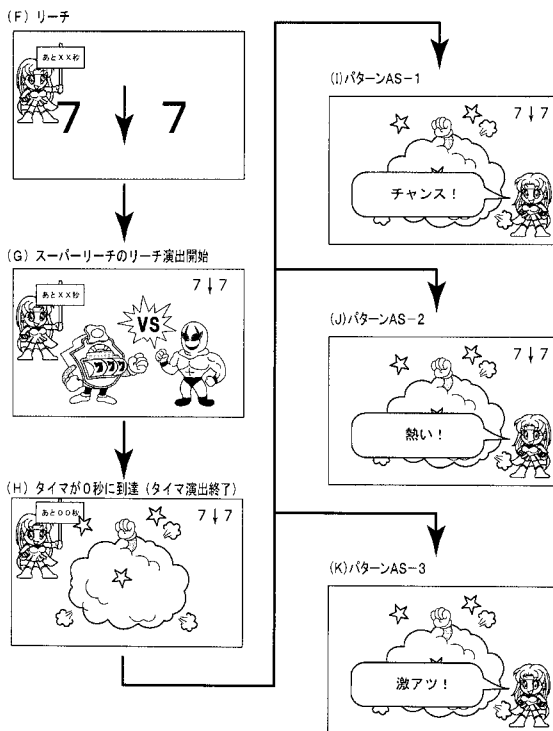 (F) リーチ
あとXX秒
7 ↓ 7
(G) スーパーリーチのリーチ演出開始
あとXX秒
7↓7
VS
(H) タイマが0秒に到達 (タイマ演出終了)
あと00秒
7↓7
(I)パターンAS-1
7↓7
チャンス!
(J)パターンAS-2
7↓7
熱い!
(K)パターンAS-3
7↓7
激アツ!